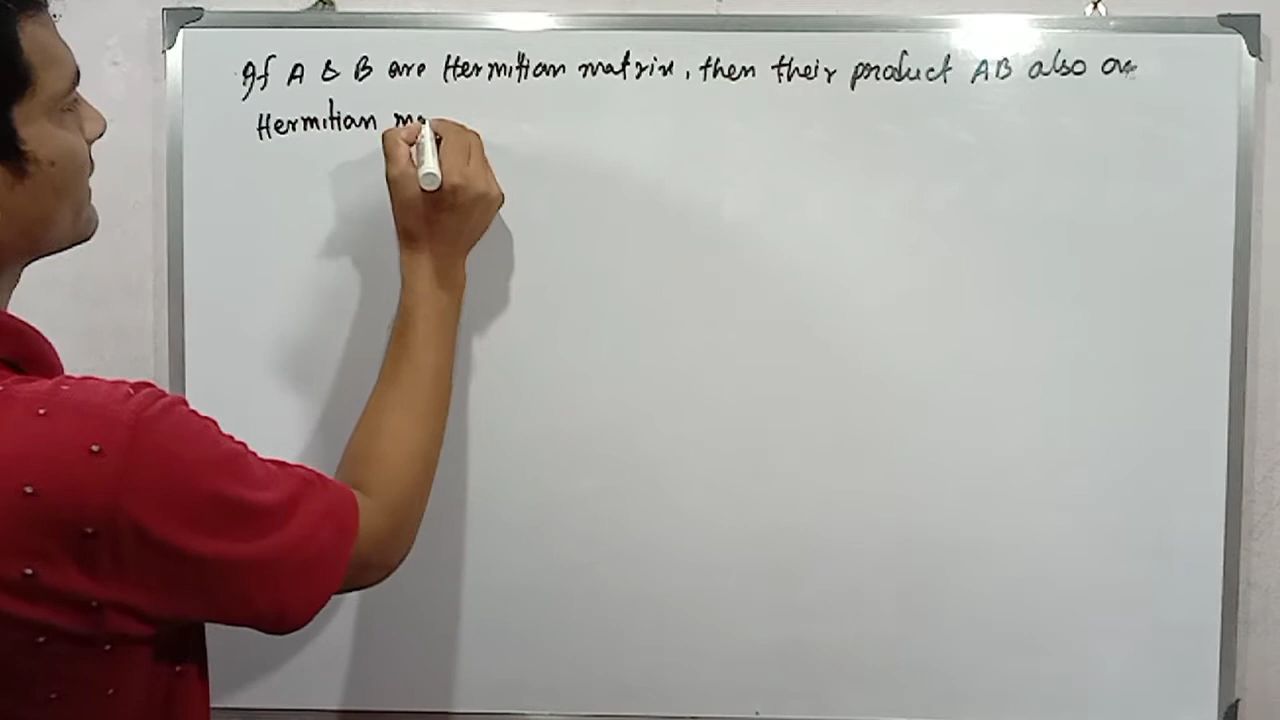 If A & B are Hermitian matrix, then their product AB also
Hermitian